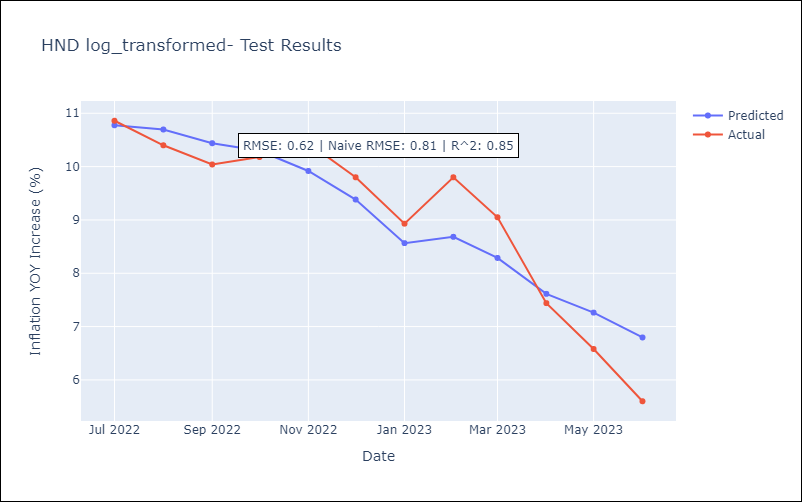 HND log_transformed- Test Results
Predicted
Actual
RMSE: 0.62 | Naive RMSE: 0.81 | R^2: 0.85
Inflation YOY Increase (%)
11
10
9
8
7
6
Jul 2022
Sep 2022
Nov 2022
Jan 2023
Mar 2023
May 2023
Date